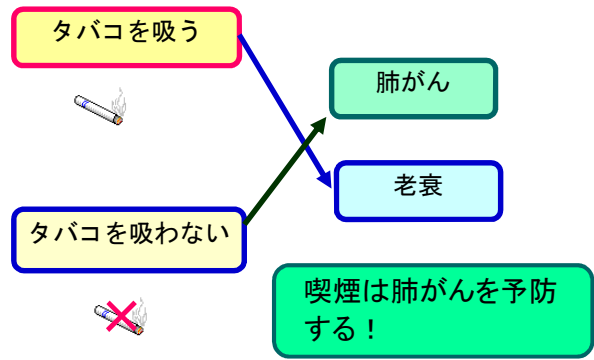 タバコを吸う
肺がん
老衰
タバコを吸わない
喫煙は肺がんを予防
する！